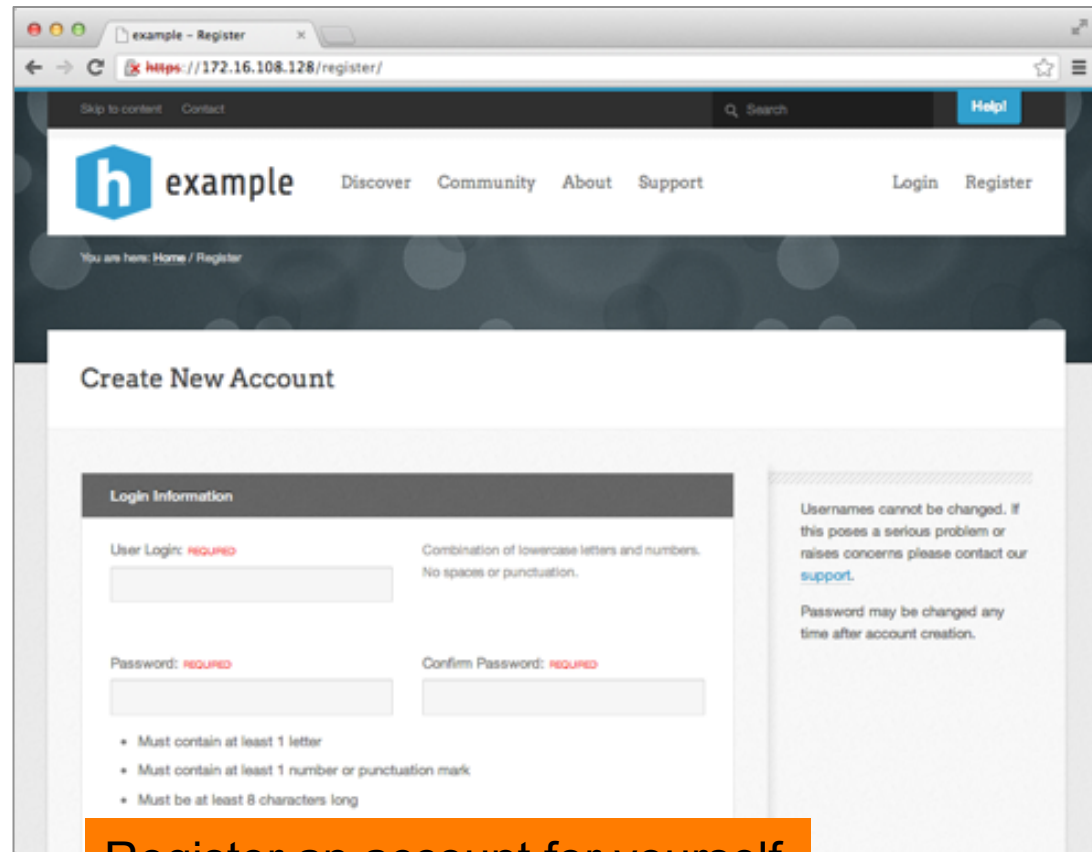 example - Register
https://172.16.108.128/register/
Skip to content Contact Search Help!
h example Discover Community About Support Login Register
You are here: Home / Register
Create New Account
Login Information
User Login: REQUIRED
Combination of lowercase letters and numbers.
No spaces or punctuation.
Password: REQUIRED Confirm Password: REQUIRED
• Must contain at least 1 letter
• Must contain at least 1 number or punctuation mark
• Must be at least 8 characters long
Usernames cannot be changed. If
this poses a serious problem or
raises concerns please contact our
support.
Password may be changed any
time after account creation.
Register an account for yourself